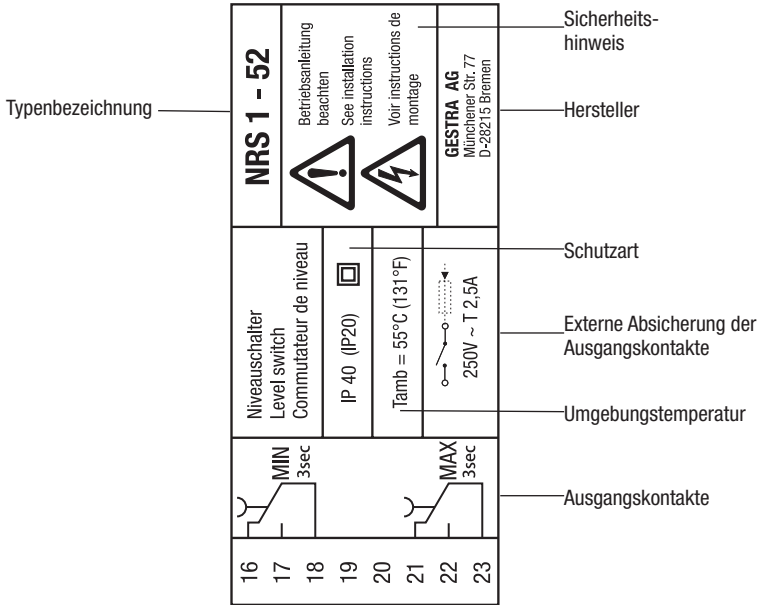 Typenbezeichnung
NRS 1 - 52
Betriebsanleitung
beachten
See installation
instructions
Voir instructions de
montage
GESTRA AG
Münchener Str. 77
D-28215 Bremen
Niveauschalter
Level switch
Commutateur de niveau
IP 40 (IP20)
Tamb = 55°C (131°F)
250V ~ T 2,5A
MIN
3sec
MAX
3sec
16
17
18
19
20
21
22
23
Sicherheits-
hinweis
Hersteller
Schutzart
Externe Absicherung der
Ausgangskontakte
Umgebungstemperatur
Ausgangskontakte